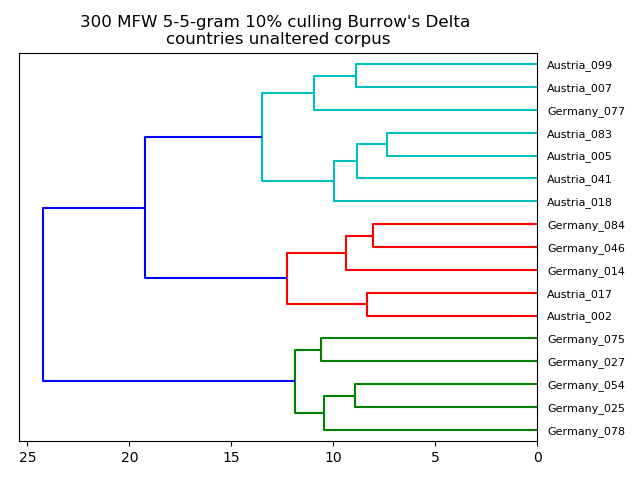 300 MFW 5-5-gram 10% culling Burrow's Delta
countries unaltered corpus
Austria_099
Austria_007
Germany_077
Austria_083
Austria_005
Austria_041
Austria_018
Germany_084
Germany_046
Germany_014
Austria_017
Austria_002
Germany_075
Germany_027
Germany_054
Germany_025
Germany_078
25 20 15 10 5 0